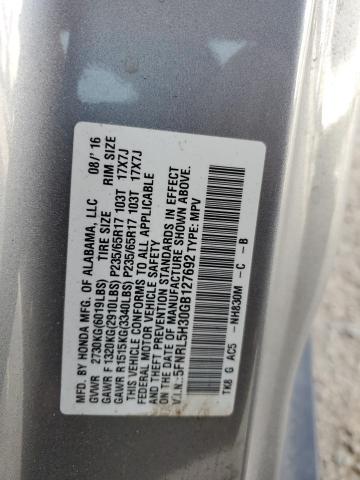 MFD. BY HONDA MFG. OF ALABAMA, LLC 08/'16
GVWR 2730KG(6019LBS) TIRE SIZE RIM SIZE
GAWR F 1320KG(2910LBS) P235/65R17 103T 17X7J
GAWR R 1515KG(3340LBS) P235/65R17 103T 17X7J
THIS VEHICLE CONFORMS TO ALL APPLICABLE
FEDERAL MOTOR VEHICLE SAFETY
AND THEFT PREVENTION STANDARDS IN EFFECT
ON THE DATE OF MANUFACTURE SHOWN ABOVE.
V.I.N.:5FNRL5H30GB127692 TYPE: MPV
TK8 G AC5 -NH830M -C -B